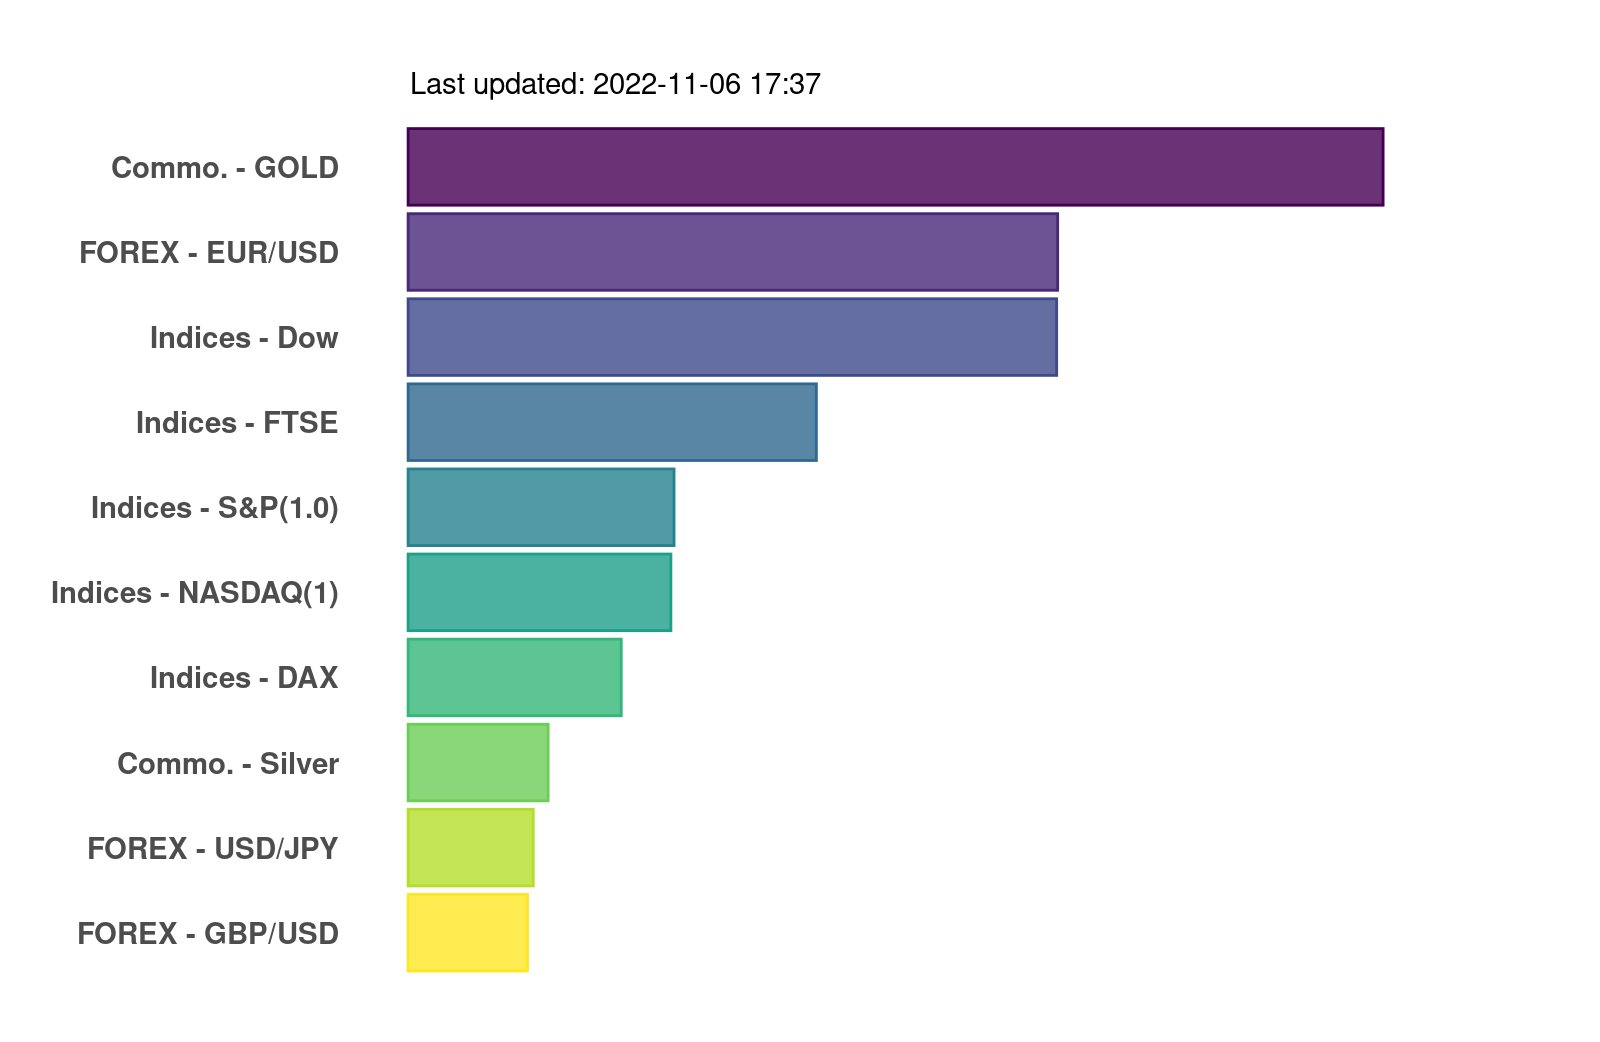 Last updated: 2022-11-06 17:37
Commo. - GOLD
FOREX - EUR/USD
Indices - Dow
Indices - FTSE
Indices - S&P(1.0)
Indices - NASDAQ(1)
Indices - DAX
Commo. - Silver
FOREX - USD/JPY
FOREX - GBP/USD